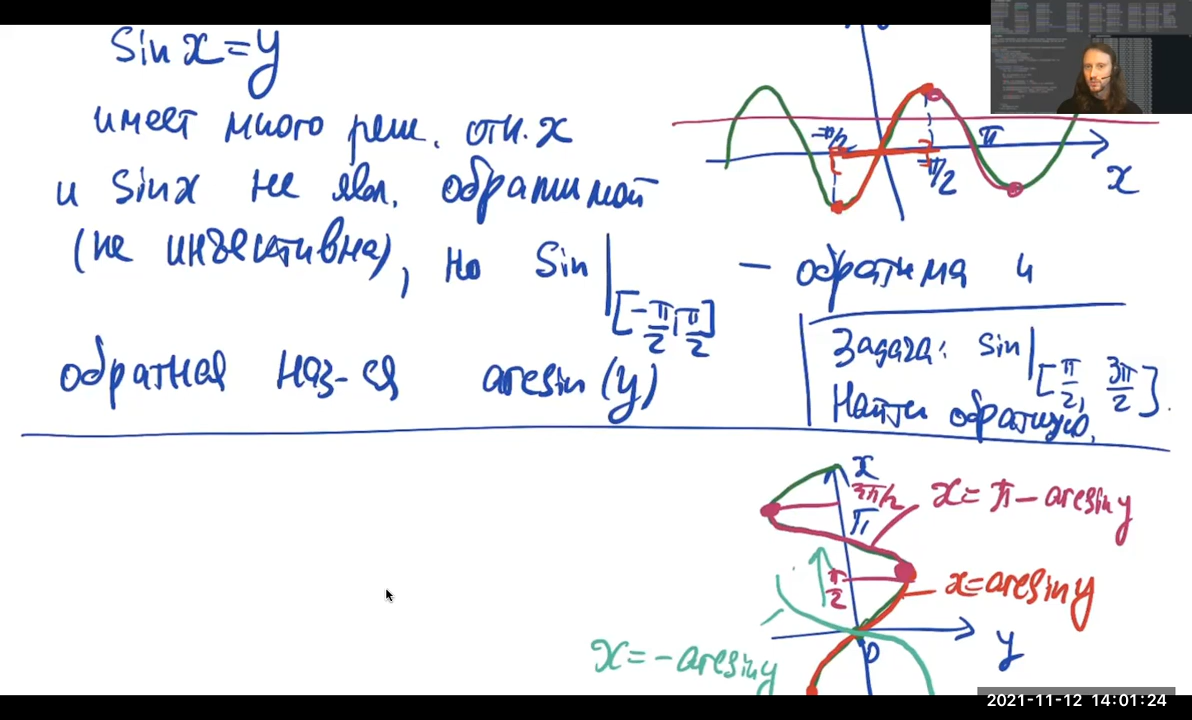 sin x = y
имеет много реш. отн. x
и sin x не явл. обратимой
(не инъективна), но sin|[-π/2, π/2] — обратима и
обратная наз-ся arcsin(y)
-π/2
π/2
π
x
Задача: sin|[π/2, 3π/2].
Найти обратную.
x
3π/2
π
π/2
0
y
x = π - arcsin y
x = arcsin y
x = - arcsin y
2021-11-12 14:01:24